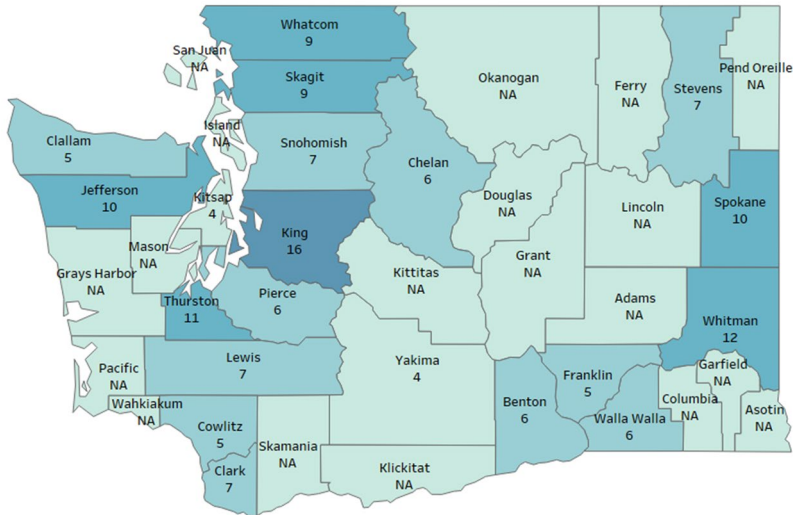 Whatcom
9
San Juan
NA
Skagit
9
Okanogan
NA
Ferry
NA
Stevens
7
Pend Oreille
NA
Island
NA
Clallam
5
Snohomish
7
Chelan
6
Jefferson
10
Kitsap
4
Douglas
NA
Lincoln
NA
Spokane
10
King
16
Mason
NA
Grays Harbor
NA
Kittitas
NA
Grant
NA
Thurston
11
Pierce
6
Adams
NA
Whitman
12
Pacific
NA
Lewis
7
Yakima
4
Franklin
5
Garfield
NA
Wahkiakum
NA
Benton
6
Columbia
NA
Asotin
NA
Cowlitz
5
Walla Walla
6
Skamania
NA
Clark
7
Klickitat
NA